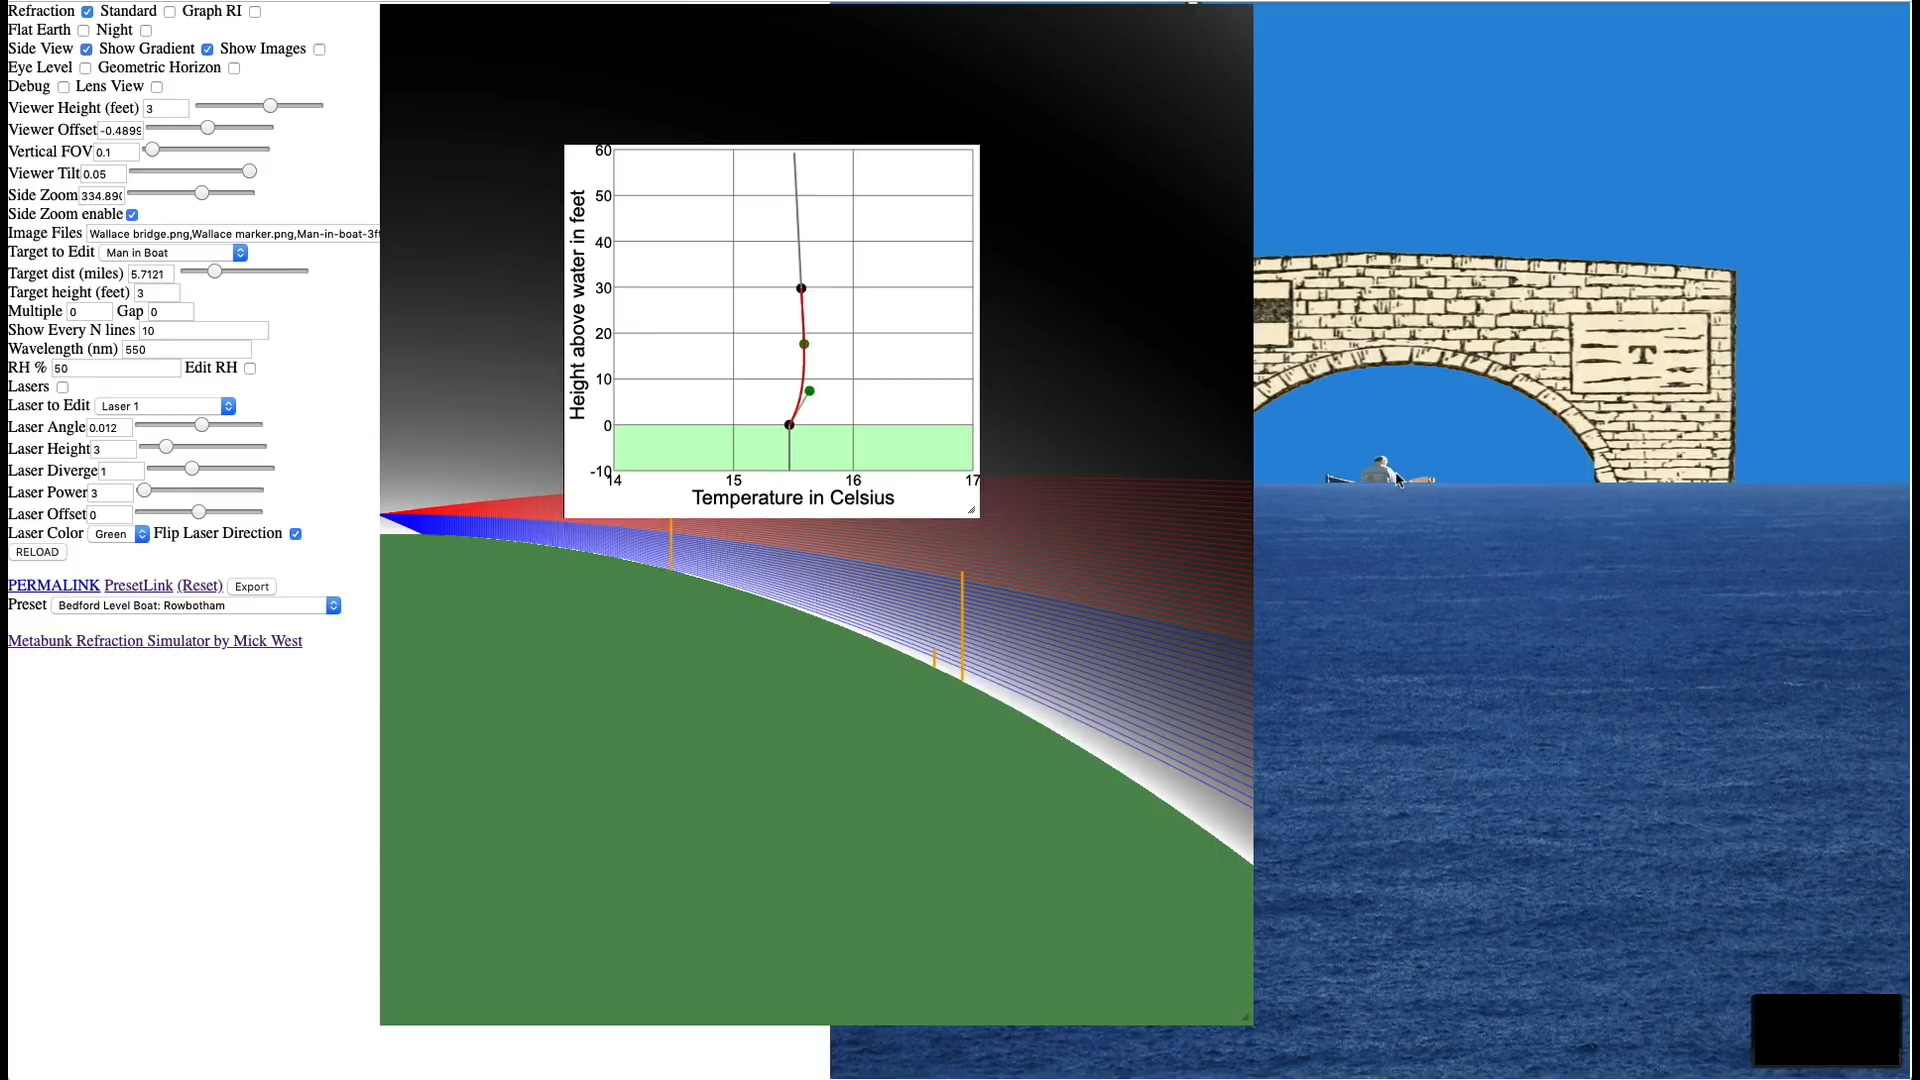 Refraction Standard Graph RI
Flat Earth Night
Side View Show Gradient Show Images
Eye Level Geometric Horizon
Debug Lens View
Viewer Height (feet) 3
Viewer Offset -0.4899
Vertical FOV 0.1
Viewer Tilt 0.05
Side Zoom 334.89(
Side Zoom enable
Image Files Wallace bridge.png,Wallace marker.png,Man-in-boat-3ft
Target to Edit Man in Boat
Target dist (miles) 5.7121
Target height (feet) 3
Multiple 0 Gap 0
Show Every N lines 10
Wavelength (nm) 550
RH % 50 Edit RH
Lasers
Laser to Edit Laser 1
Laser Angle 0.012
Laser Height 3
Laser Diverge 1
Laser Power 3
Laser Offset 0
Laser Color Green Flip Laser Direction
RELOAD
PERMALINK PresetLink (Reset) Export
Preset Bedford Level Boat: Rowbotham
Metabunk Refraction Simulator by Mick West
Height above water in feet
60
50
40
30
20
10
0
-10
14 15 16 17
Temperature in Celsius
T